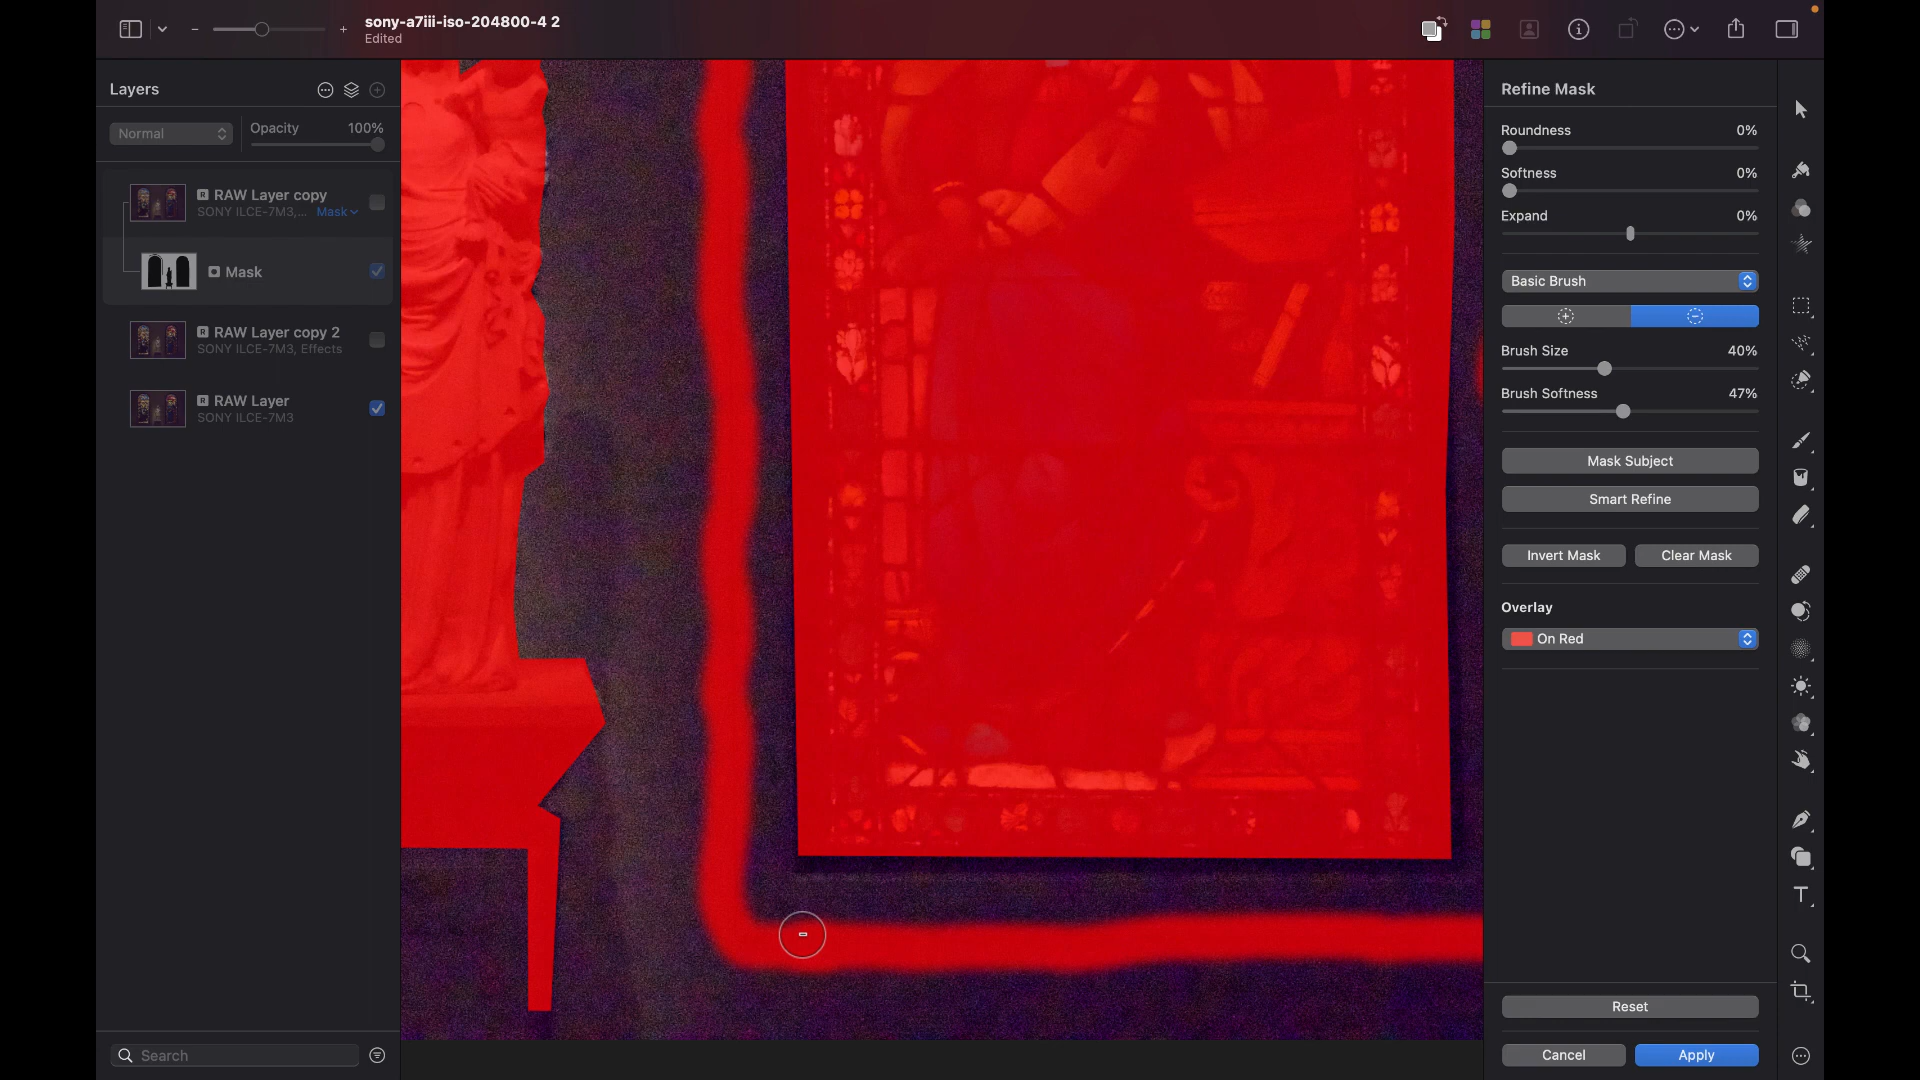 sony-a7iii-iso-204800-4 2
Edited
Layers
Normal
Opacity 100%
RAW Layer copy
SONY ILCE-7M3,... Mask
Mask
RAW Layer copy 2
SONY ILCE-7M3, Effects
RAW Layer
SONY ILCE-7M3
Search
Refine Mask
Roundness 0%
Softness 0%
Expand 0%
Basic Brush
Brush Size 40%
Brush Softness 47%
Mask Subject
Smart Refine
Invert Mask Clear Mask
Overlay
On Red
Reset
Cancel Apply